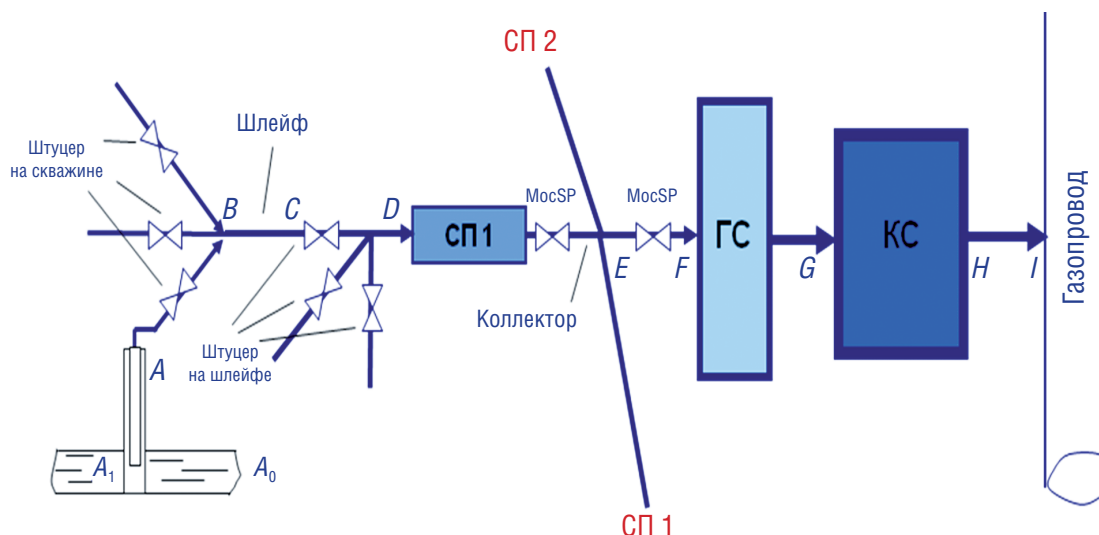 СП 2
Шлейф
Штуцер
на скважине
B
C
D
MocSP
MocSP
СП 1
ГС
КС
E
F
G
H
I
Газопровод
Коллектор
Штуцер
на шлейфе
A
A1
A0
СП 1